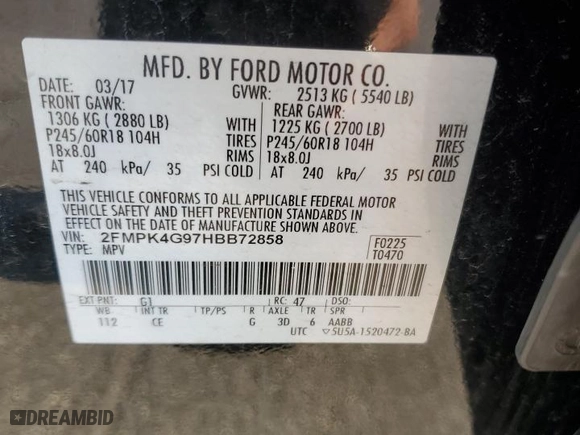 MFD. BY FORD MOTOR CO.
DATE: 03/17 GVWR: 2513 KG ( 5540 LB)
FRONT GAWR: REAR GAWR:
1306 KG ( 2880 LB) WITH 1225 KG ( 2700 LB) WITH
P245/60R18 104H TIRES P245/60R18 104H TIRES
18x8.0J RIMS 18x8.0J RIMS
AT 240 kPa/ 35 PSI COLD AT 240 kPa/ 35 PSI COLD
THIS VEHICLE CONFORMS TO ALL APPLICABLE FEDERAL MOTOR
VEHICLE SAFETY AND THEFT PREVENTION STANDARDS IN
EFFECT ON THE DATE OF MANUFACTURE SHOWN ABOVE.
VIN: 2FMPK4G97HBB72858 F0225
TYPE: MPV T0470
EXT PNT: G1 RC: 47 DSO:
WB INT TR TP/PS R AXLE TR SPR
112 CE G 3D 6 AABB
UTC ▽5U5A-1520472-BA
DREAMBID